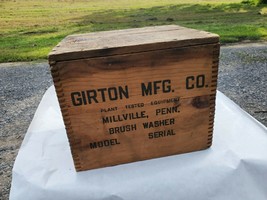 GIRTON MFG. CO.
PLANT TESTED EQUIPMENT
MILLVILLE, PENN.
BRUSH WASHER
MODEL SERIAL